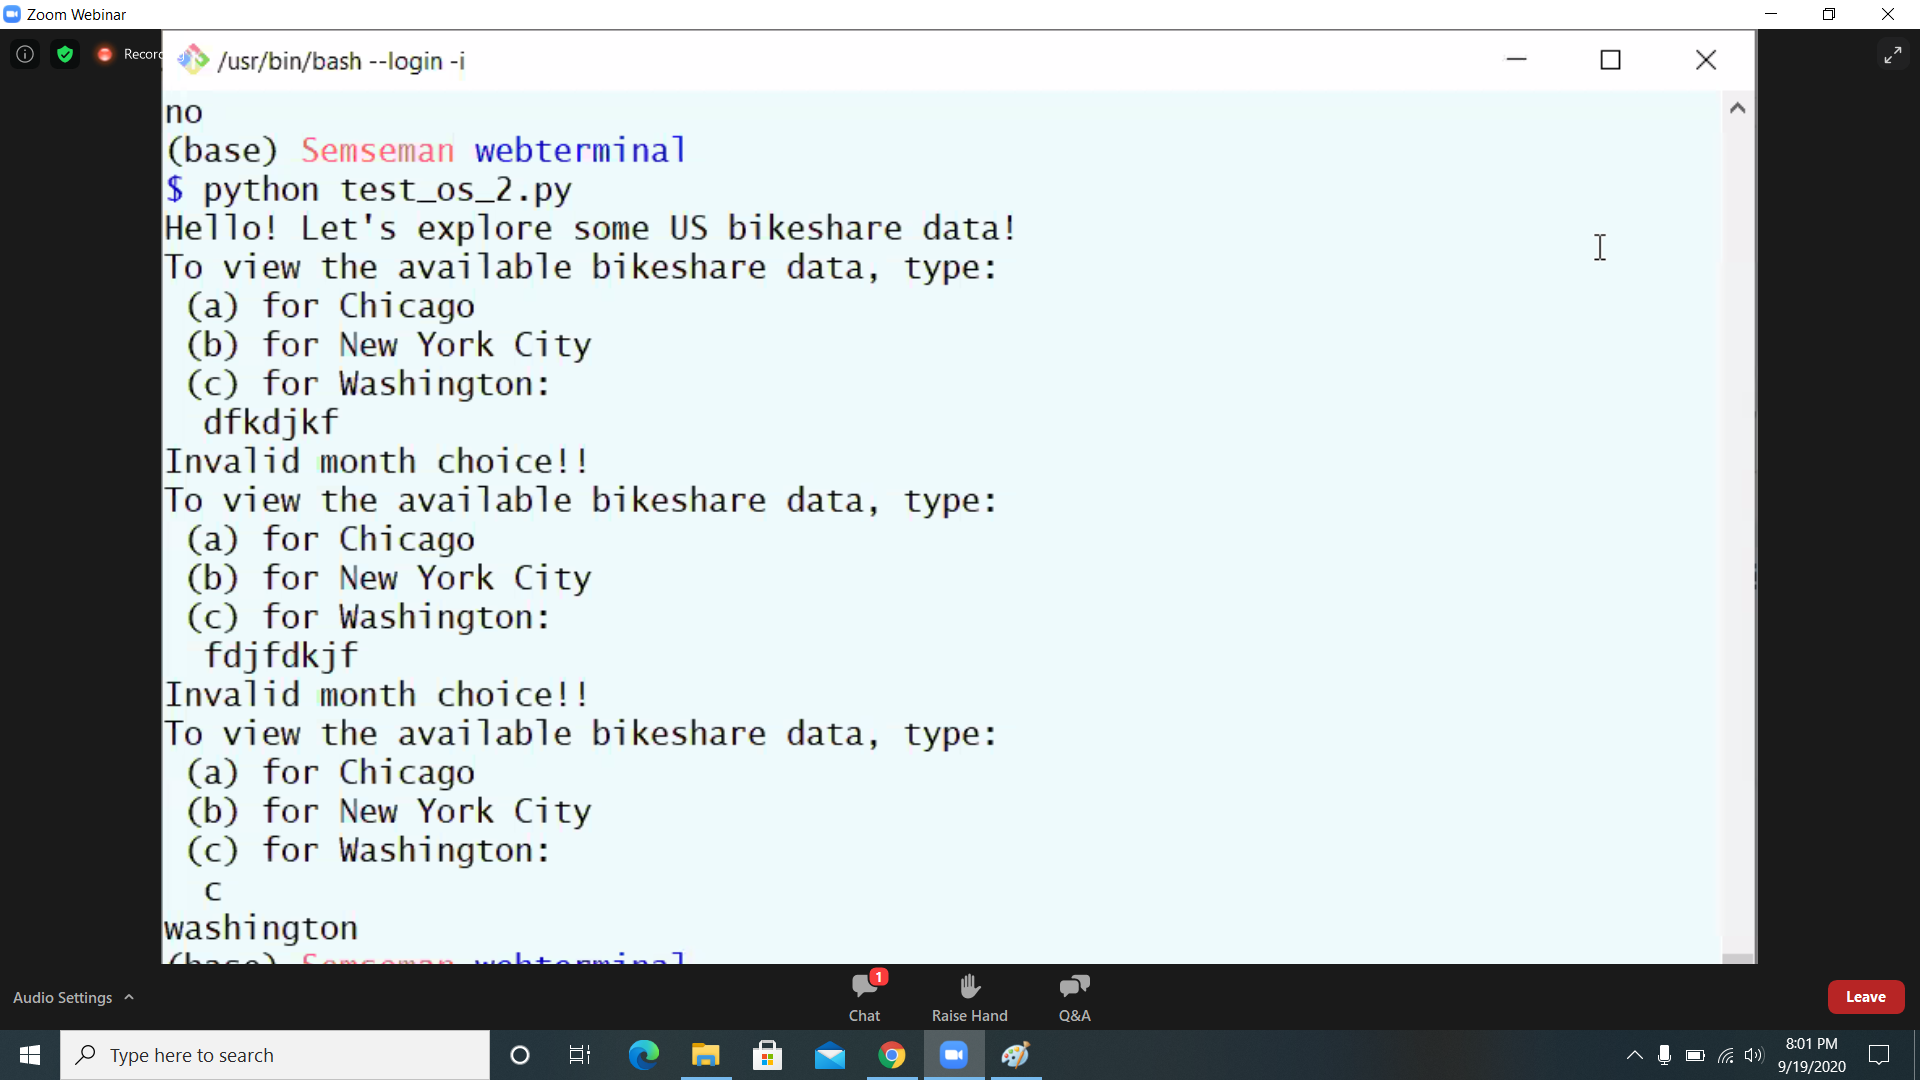 Zoom Webinar
Recor
/usr/bin/bash --login -i
no
(base) Semseman webterminal
$ python test_os_2.py
Hello! Let's explore some US bikeshare data!
To view the available bikeshare data, type:
(a) for Chicago
(b) for New York City
(c) for Washington:
dfkdjkf
Invalid month choice!!
To view the available bikeshare data, type:
(a) for Chicago
(b) for New York City
(c) for Washington:
fdjfdkjf
Invalid month choice!!
To view the available bikeshare data, type:
(a) for Chicago
(b) for New York City
(c) for Washington:
c
washington
(base) Semseman webterminal
Audio Settings
1
Chat
Raise Hand
Q&A
Leave
Type here to search
8:01 PM
9/19/2020